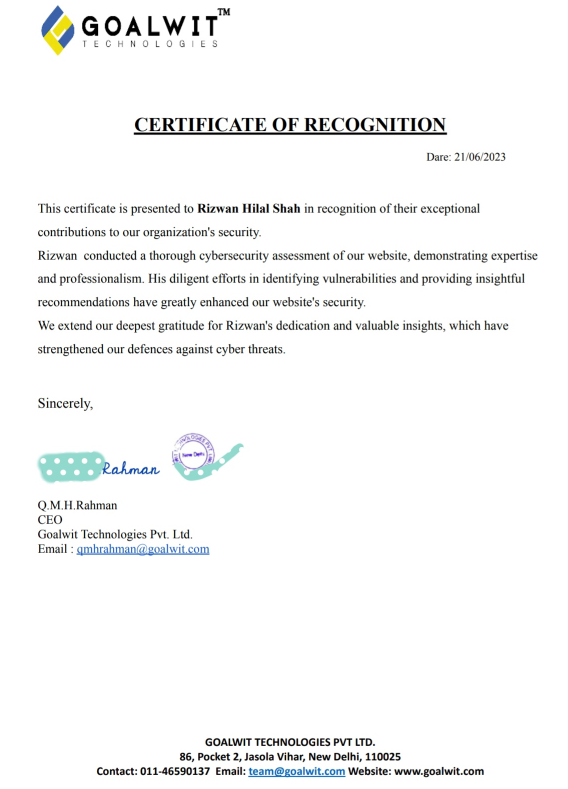 GOALWIT™
TECHNOLOGIES
CERTIFICATE OF RECOGNITION
Dare: 21/06/2023
This certificate is presented to Rizwan Hilal Shah in recognition of their exceptional
contributions to our organization's security.
Rizwan conducted a thorough cybersecurity assessment of our website, demonstrating expertise
and professionalism. His diligent efforts in identifying vulnerabilities and providing insightful
recommendations have greatly enhanced our website's security.
We extend our deepest gratitude for Rizwan's dedication and valuable insights, which have
strengthened our defences against cyber threats.
Sincerely,
Rahman
New Delhi
Q.M.H.Rahman
CEO
Goalwit Technologies Pvt. Ltd.
Email : qmhrahman@goalwit.com
GOALWIT TECHNOLOGIES PVT LTD.
86, Pocket 2, Jasola Vihar, New Delhi, 110025
Contact: 011-46590137 Email: team@goalwit.com Website: www.goalwit.com